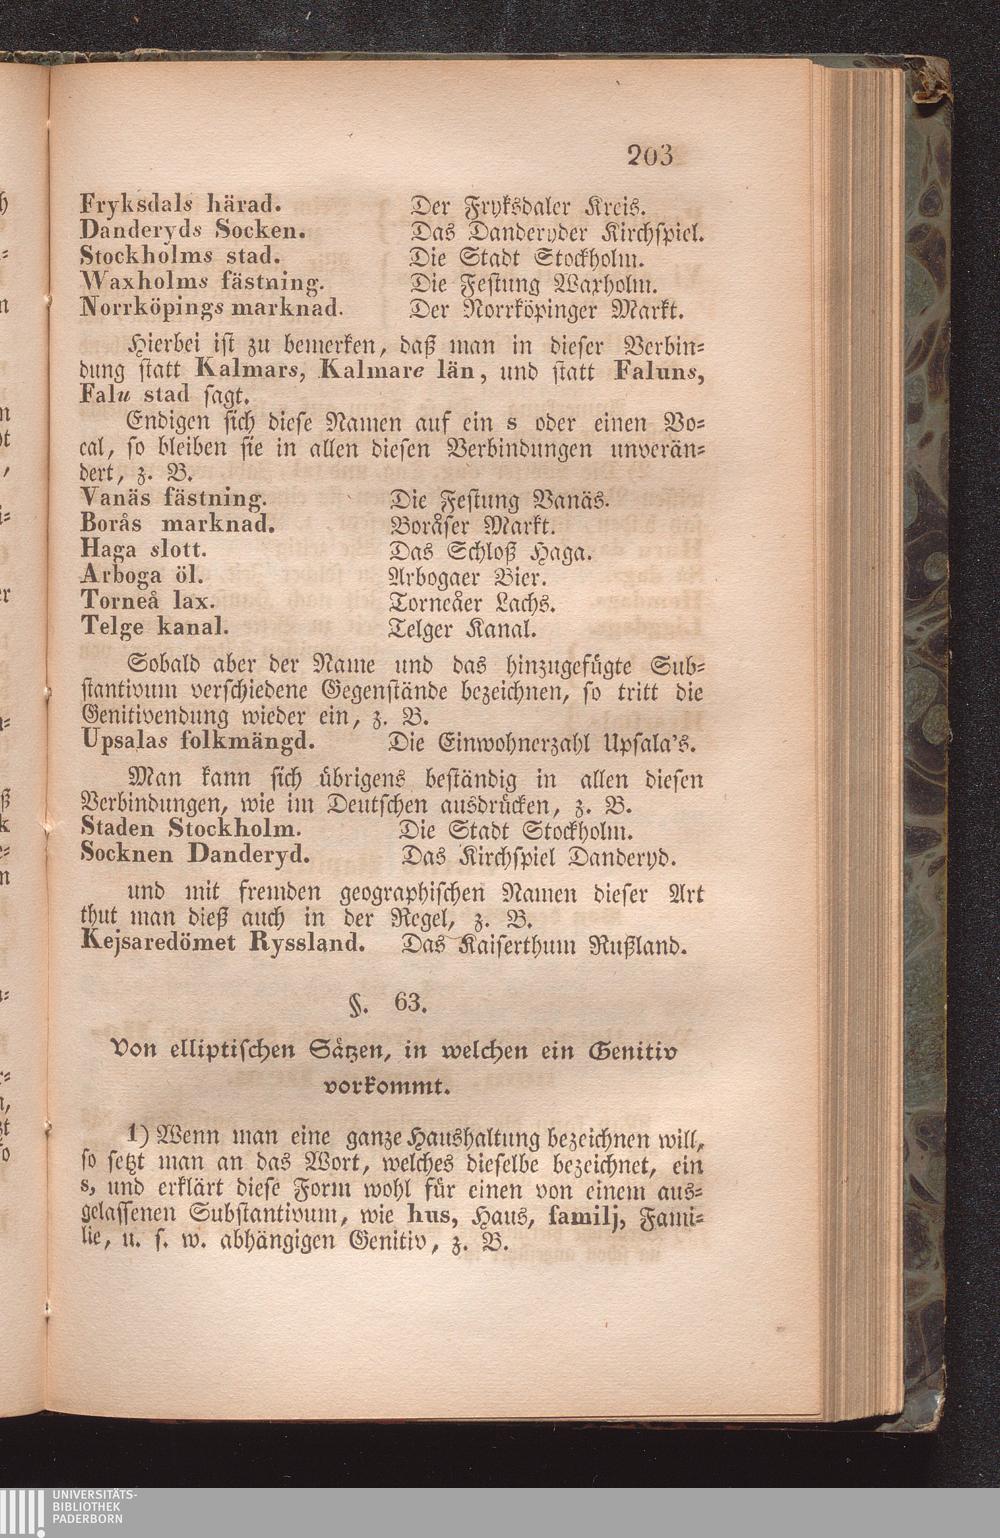 203
Fryksdals härad. Der Fryksdaler Kreis.
Danderyds Socken. Das Danderyder Kirchspiel.
Stockholms stad. Die Stadt Stockholm.
Waxholms fästning. Die Festung Waxholm.
Norrköpings marknad. Der Norrköpinger Markt.
Hierbei ist zu bemerken, daß man in dieser Verbin-
dung statt Kalmars, Kalmare län, und statt Faluns,
Falu stad sagt.
Endigen sich diese Namen auf ein s oder einen Vo-
cal, so bleiben sie in allen diesen Verbindungen unverän-
dert, z. B.
Vanäs fästning. Die Festung Vanäs.
Borås marknad. Boråser Markt.
Haga slott. Das Schloß Haga.
Arboga öl. Arbogaer Bier.
Torneå lax. Torneåer Lachs.
Telge kanal. Telger Kanal.
Sobald aber der Name und das hinzugefügte Sub-
stantivum verschiedene Gegenstände bezeichnen, so tritt die
Genitivendung wieder ein, z. B.
Upsalas folkmängd. Die Einwohnerzahl Upsala's.
Man kann sich übrigens beständig in allen diesen
Verbindungen, wie im Deutschen ausdrücken, z. B.
Staden Stockholm. Die Stadt Stockholm.
Socknen Danderyd. Das Kirchspiel Danderyd.
und mit fremden geographischen Namen dieser Art
thut man dieß auch in der Regel, z. B.
Kejsaredömet Ryssland. Das Kaiserthum Rußland.
§. 63.
Von elliptischen Sätzen, in welchen ein Genitiv
vorkommt.
1) Wenn man eine ganze Haushaltung bezeichnen will,
so setzt man an das Wort, welches dieselbe bezeichnet, ein
s, und erklärt diese Form wohl für einen von einem aus-
gelassenen Substantivum, wie hus, Haus, familj, Fami-
lie, u. s. w. abhängigen Genitiv, z. B.
UNIVERSITÄTS-
BIBLIOTHEK
PADERBORN